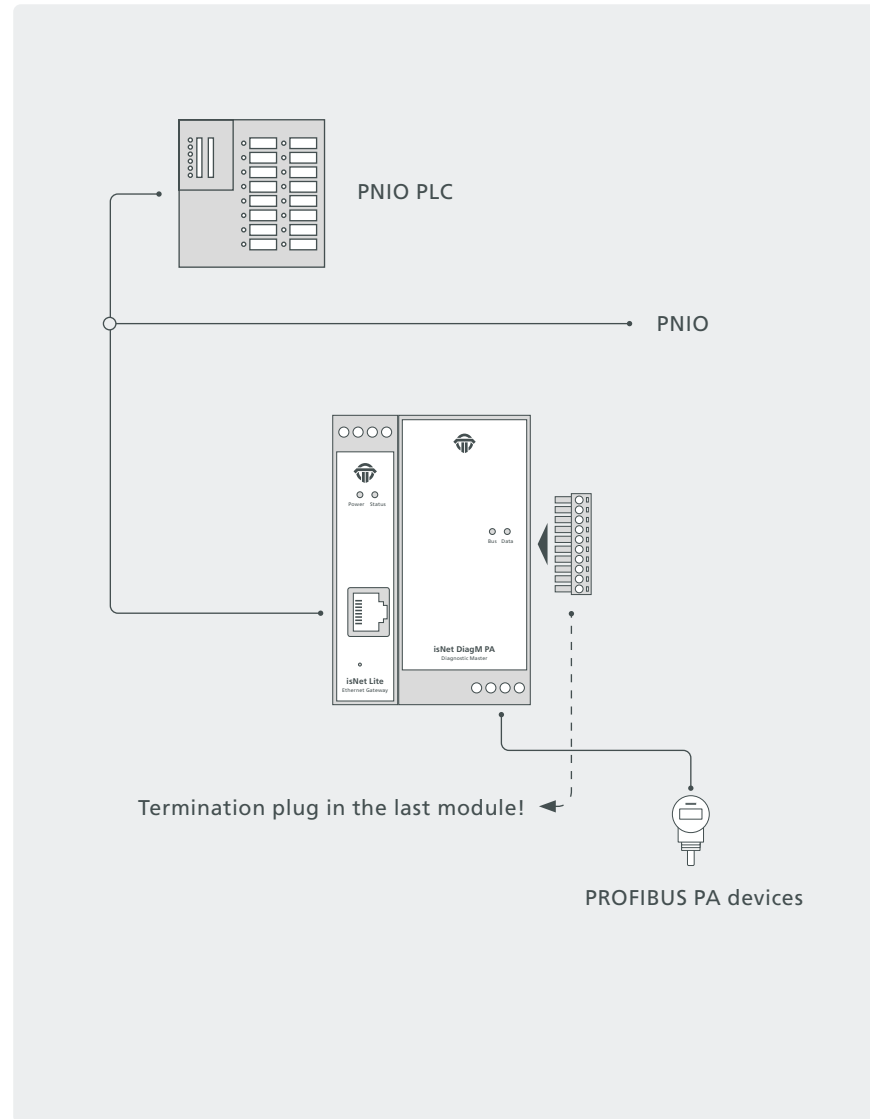 PNIO PLC
PNIO
Power Status
Bus Data
isNet DiagM PA
Diagnostic Master
isNet Lite
Ethernet Gateway
Termination plug in the last module!
PROFIBUS PA devices